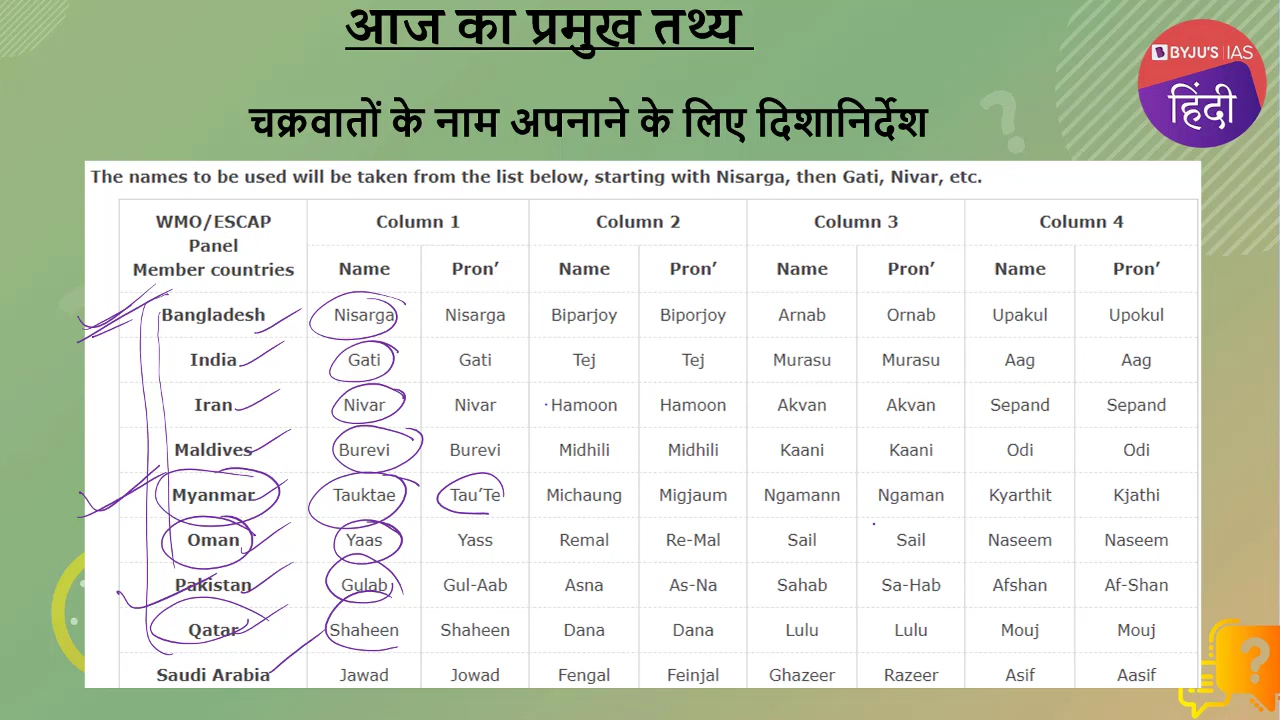 आज का प्रमुख तथ्य
BYJU'S IAS
हिंदी
चक्रवातों के नाम अपनाने के लिए दिशानिर्देश
The names to be used will be taken from the list below, starting with Nisarga, then Gati, Nivar, etc.
WMO/ESCAP Column 1 Column 2 Column 3 Column 4
Panel
Member countries Name Pron’ Name Pron’ Name Pron’ Name Pron’
Bangladesh Nisarga Nisarga Biparjoy Biporjoy Arnab Ornab Upakul Upokul
India Gati Gati Tej Tej Murasu Murasu Aag Aag
Iran Nivar Nivar Hamoon Hamoon Akvan Akvan Sepand Sepand
Maldives Burevi Burevi Midhili Midhili Kaani Kaani Odi Odi
Myanmar Tauktae Tau’Te Michaung Migjaum Ngamann Ngaman Kyarthit Kjathi
Oman Yaas Yass Remal Re-Mal Sail Sail Naseem Naseem
Pakistan Gulab Gul-Aab Asna As-Na Sahab Sa-Hab Afshan Af-Shan
Qatar Shaheen Shaheen Dana Dana Lulu Lulu Mouj Mouj
Saudi Arabia Jawad Jowad Fengal Feinjal Ghazeer Razeer Asif Aasif